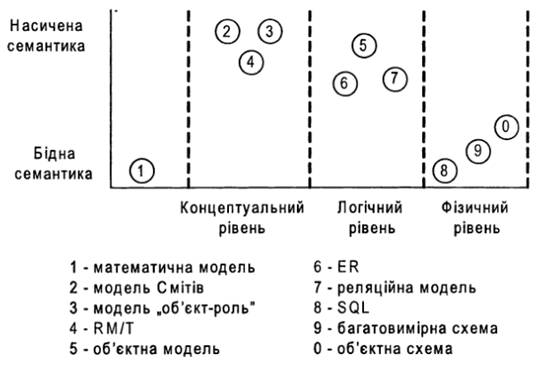 Насичена
семантика
2
3
4
5
6
7
0
9
8
1
Бідна
семантика
Концептуальний
рівень
Логічний
рівень
Фізичний
рівень
1 - математична модель
2 - модель Смітів
3 - модель „об'єкт-роль”
4 - RM/T
5 - об'єктна модель
6 - ER
7 - реляційна модель
8 - SQL
9 - багатовимірна схема
0 - об'єктна схема